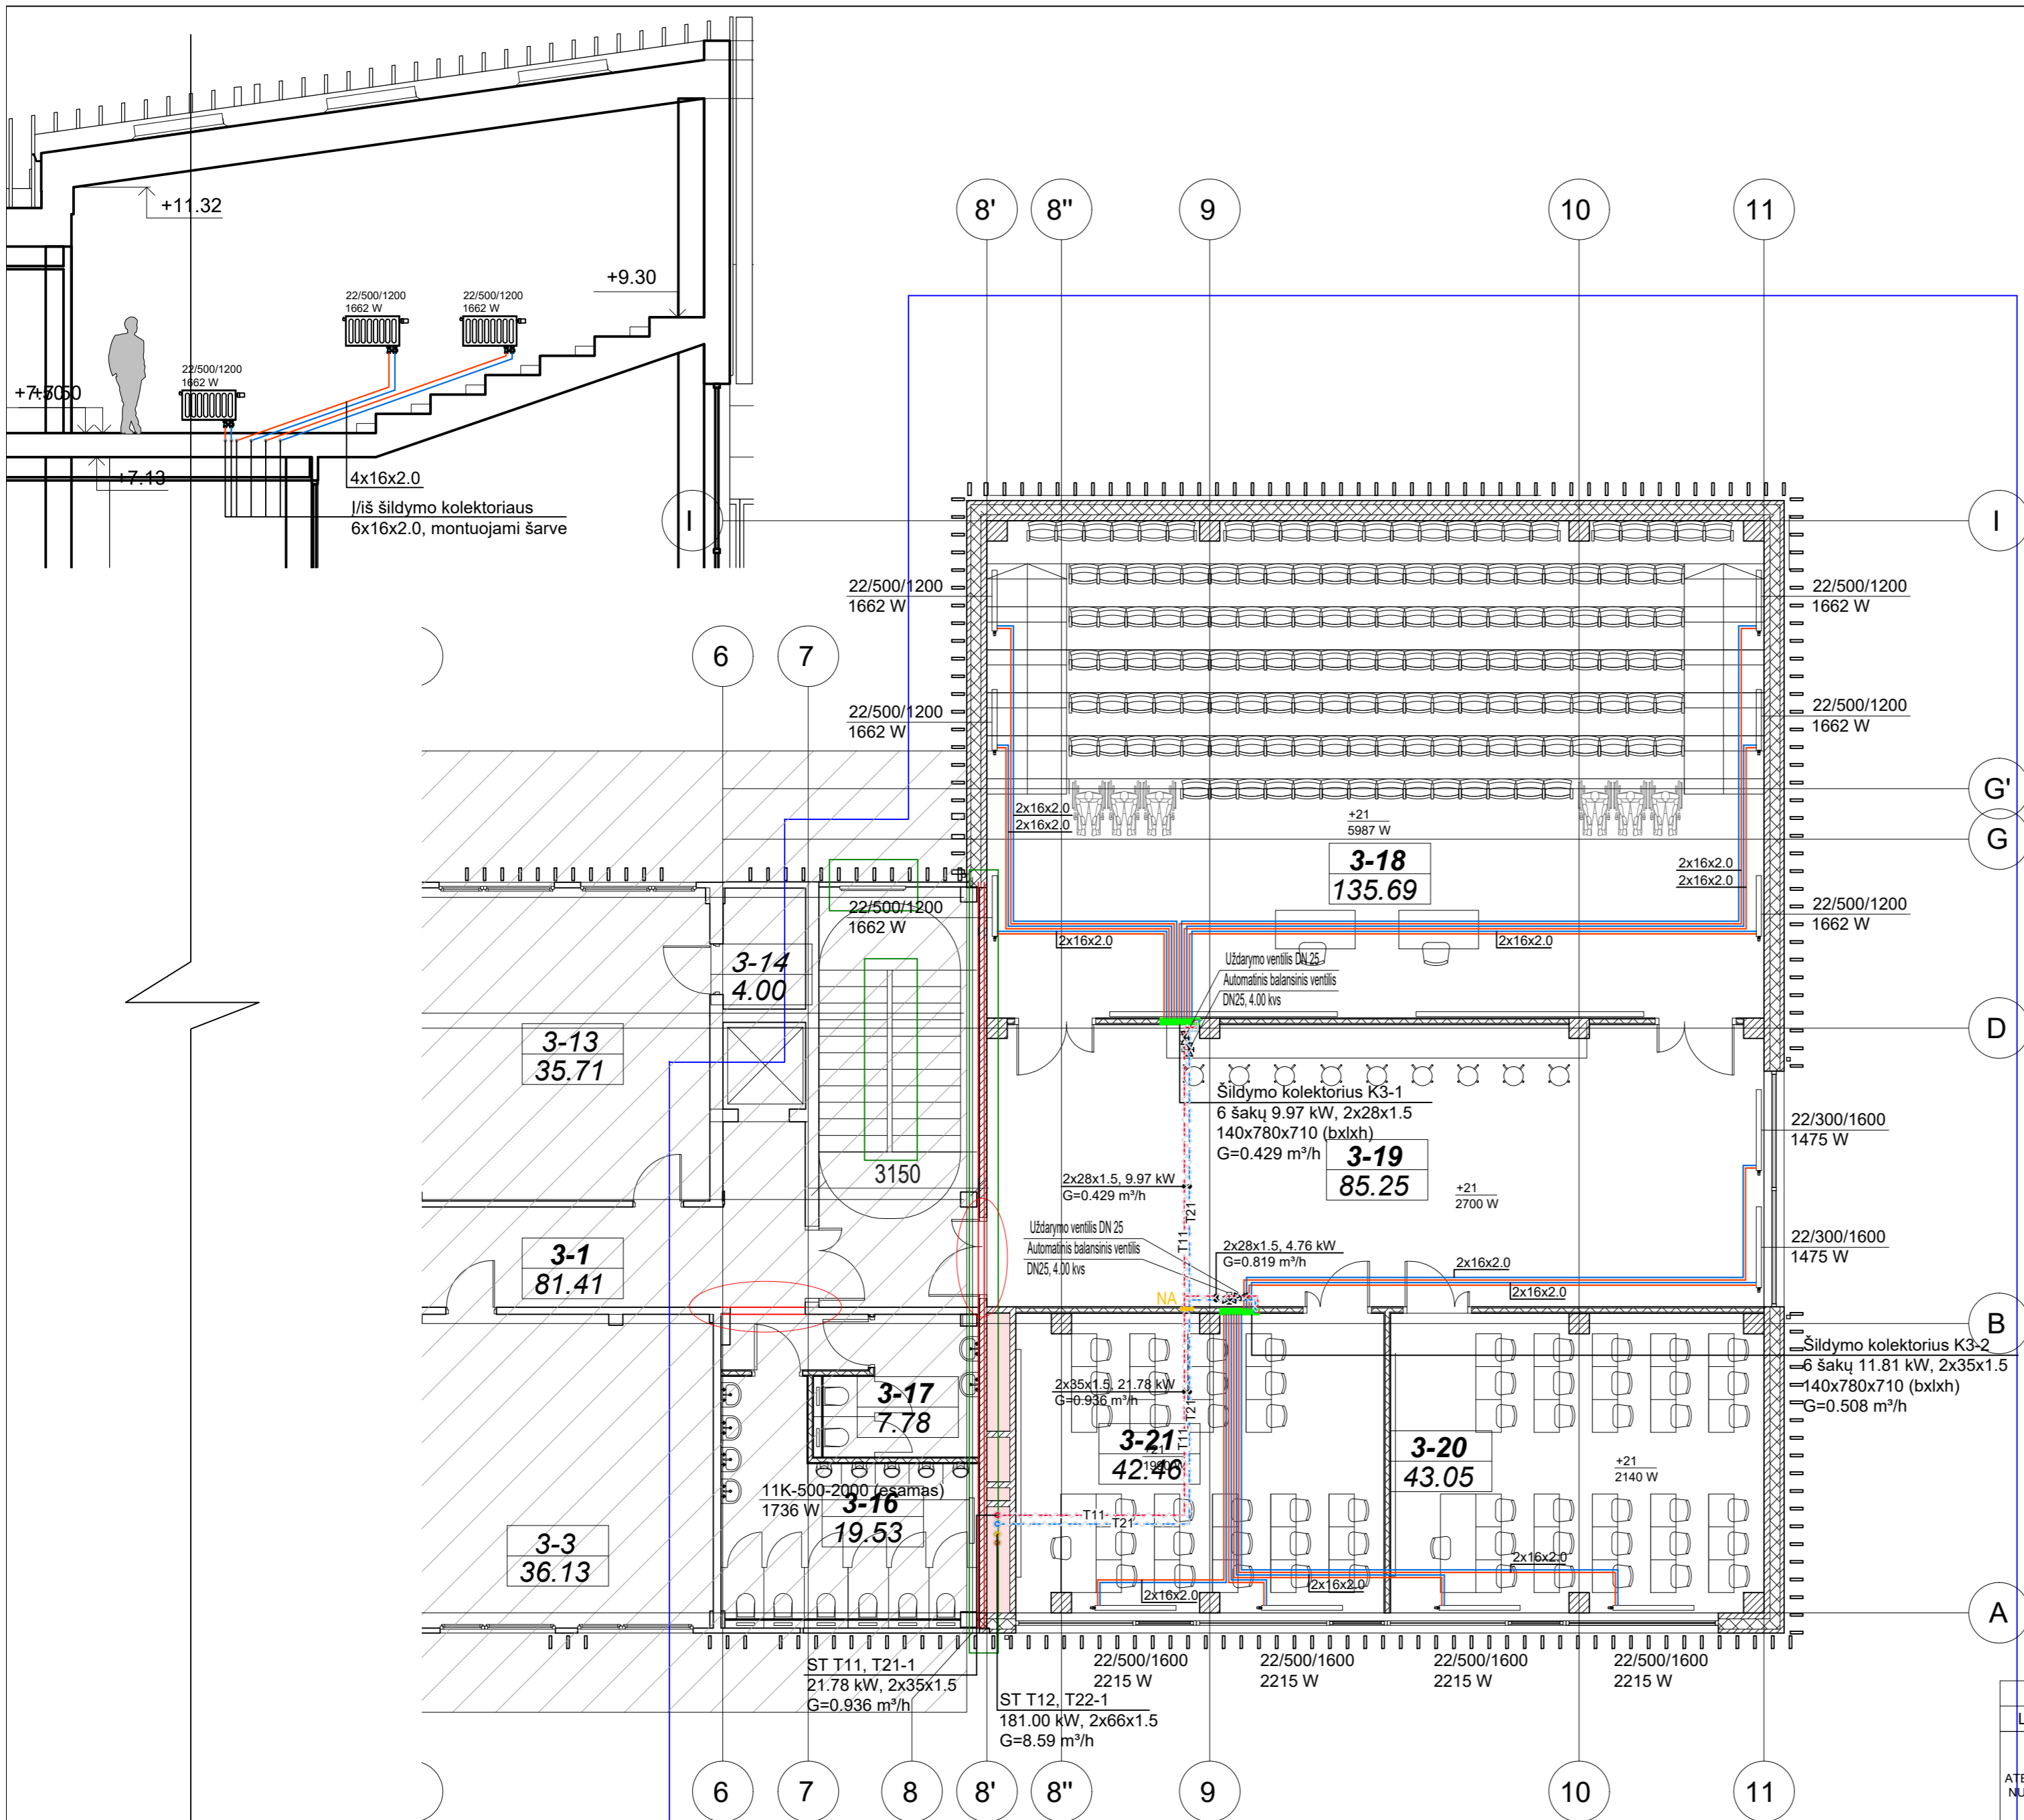 +11.32
+9.30
22/500/1200
1662 W
22/500/1200
1662 W
22/500/1200
1662 W
+7.50
+7.13
4x16x2.0
Į/iš šildymo kolektoriaus
6x16x2.0, montuojami šarve
8'
8"
9
10
11
I
I
22/500/1200
1662 W
22/500/1200
1662 W
6
7
22/500/1200
1662 W
22/500/1200
1662 W
G'
G
2x16x2.0
2x16x2.0
+21
5987 W
3-18
135.69
2x16x2.0
2x16x2.0
22/500/1200
1662 W
22/500/1200
1662 W
2x16x2.0
2x16x2.0
3-14
4.00
Uždarymo ventilis DN 25
Automatinis balansinis ventilis
DN25, 4.00 kvs
D
3-13
35.71
Šildymo kolektorius K3-1
6 šakų 9.97 kW, 2x28x1.5
140x780x710 (bxlxh)
G=0.429 m³/h
3-19
85.25
22/300/1600
1475 W
3150
2x28x1.5, 9.97 kW
G=0.429 m³/h
+21
2700 W
T11
T21
Uždarymo ventilis DN 25
Automatinis balansinis ventilis
DN25, 4.00 kvs
2x28x1.5, 4.76 kW
G=0.819 m³/h
22/300/1600
1475 W
3-1
81.41
2x16x2.0
2x16x2.0
NA
B
Šildymo kolektorius K3-2
6 šakų 11.81 kW, 2x35x1.5
140x780x710 (bxlxh)
G=0.508 m³/h
2x35x1.5, 21.78 kW
G=0.936 m³/h
3-17
7.78
T11
T21
3-21
42.46
3-20
43.05
+21
2140 W
11K-500-2000 (esamas)
1736 W
3-16
19.53
T11
T21
3-3
36.13
2x16x2.0
2x16x2.0
2x16x2.0
A
22/500/1600
2215 W
22/500/1600
2215 W
22/500/1600
2215 W
22/500/1600
2215 W
ST T11, T21-1
21.78 kW, 2x35x1.5
G=0.936 m³/h
ST T12, T22-1
181.00 kW, 2x66x1.5
G=8.59 m³/h
6
7
8
8'
8"
9
10
11